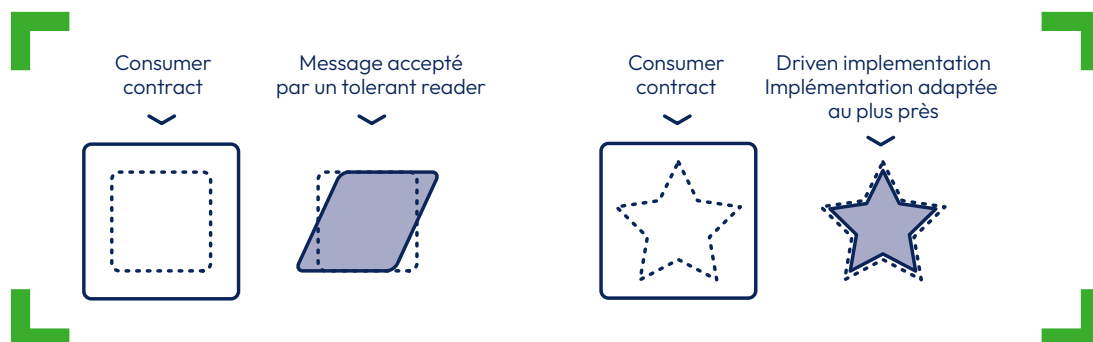 Consumer
contract
Message accepté
par un tolerant reader
Consumer
contract
Driven implementation
Implémentation adaptée
au plus près